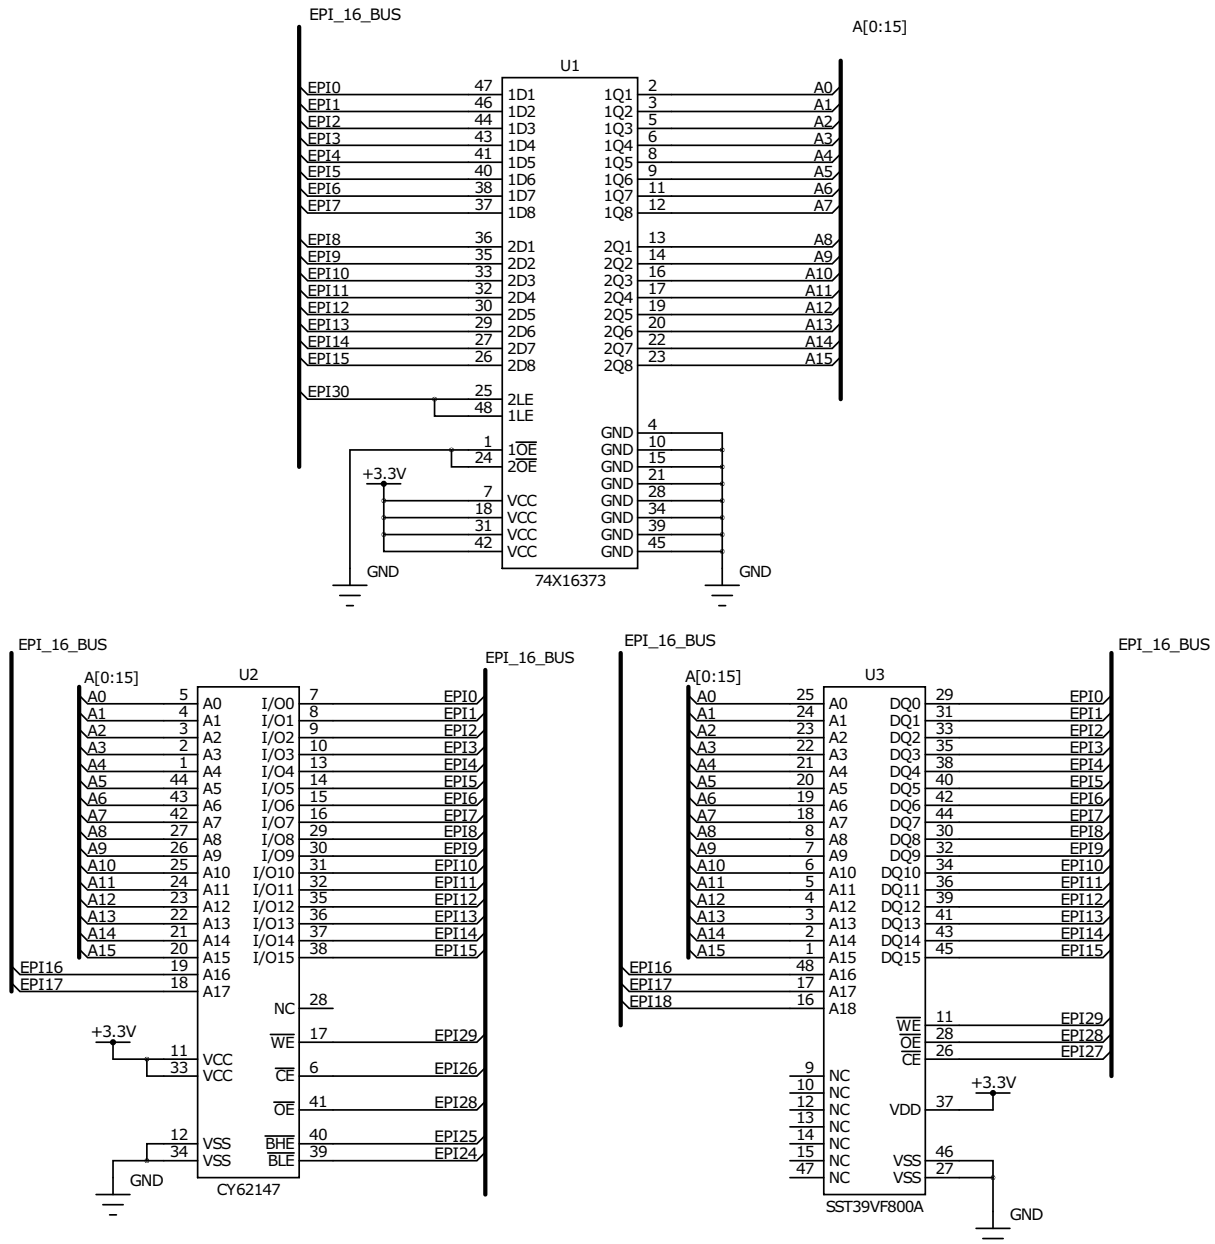 EPI_16_BUS
A[0:15]
U1
EPI0 47 1D1 1Q1 2 A0
EPI1 46 1D2 1Q2 3 A1
EPI2 44 1D3 1Q3 5 A2
EPI3 43 1D4 1Q4 6 A3
EPI4 41 1D5 1Q5 8 A4
EPI5 40 1D6 1Q6 9 A5
EPI6 38 1D7 1Q7 11 A6
EPI7 37 1D8 1Q8 12 A7
EPI8 36 2D1 2Q1 13 A8
EPI9 35 2D2 2Q2 14 A9
EPI10 33 2D3 2Q3 16 A10
EPI11 32 2D4 2Q4 17 A11
EPI12 30 2D5 2Q5 19 A12
EPI13 29 2D6 2Q6 20 A13
EPI14 27 2D7 2Q7 22 A14
EPI15 26 2D8 2Q8 23 A15
EPI30 25 2LE
48 1LE
GND 4
1 1OE GND 10
24 2OE GND 15
+3.3V GND 21
7 VCC GND 28
18 VCC GND 34
31 VCC GND 39
42 VCC GND 45
GND
GND
74X16373
EPI_16_BUS
EPI_16_BUS
A[0:15]
U2
A0 5 A0 I/O0 7 EPI0
A1 4 A1 I/O1 8 EPI1
A2 3 A2 I/O2 9 EPI2
A3 2 A3 I/O3 10 EPI3
A4 1 A4 I/O4 13 EPI4
A5 44 A5 I/O5 14 EPI5
A6 43 A6 I/O6 15 EPI6
A7 42 A7 I/O7 16 EPI7
A8 27 A8 I/O8 29 EPI8
A9 26 A9 I/O9 30 EPI9
A10 25 A10 I/O10 31 EPI10
A11 24 A11 I/O11 32 EPI11
A12 23 A12 I/O12 35 EPI12
A13 22 A13 I/O13 36 EPI13
A14 21 A14 I/O14 37 EPI14
A15 20 A15 I/O15 38 EPI15
EPI16 19 A16
EPI17 18 A17
NC 28
+3.3V WE 17 EPI29
11 VCC
33 VCC CE 6 EPI26
OE 41 EPI28
12 VSS BHE 40 EPI25
34 VSS BLE 39 EPI24
GND
CY62147
EPI_16_BUS
EPI_16_BUS
A[0:15]
U3
A0 25 A0 DQ0 29 EPI0
A1 24 A1 DQ1 31 EPI1
A2 23 A2 DQ2 33 EPI2
A3 22 A3 DQ3 35 EPI3
A4 21 A4 DQ4 38 EPI4
A5 20 A5 DQ5 40 EPI5
A6 19 A6 DQ6 42 EPI6
A7 18 A7 DQ7 44 EPI7
A8 8 A8 DQ8 30 EPI8
A9 7 A9 DQ9 32 EPI9
A10 6 A10 DQ10 34 EPI10
A11 5 A11 DQ11 36 EPI11
A12 4 A12 DQ12 39 EPI12
A13 3 A13 DQ13 41 EPI13
A14 2 A14 DQ14 43 EPI14
A15 1 A15 DQ15 45 EPI15
EPI16 48 A16
EPI17 17 A17
EPI18 16 A18
WE 11 EPI29
OE 28 EPI28
CE 26 EPI27
9 NC
10 NC +3.3V
12 NC VDD 37
13 NC
14 NC
15 NC VSS 46
47 NC VSS 27
SST39VF800A
GND